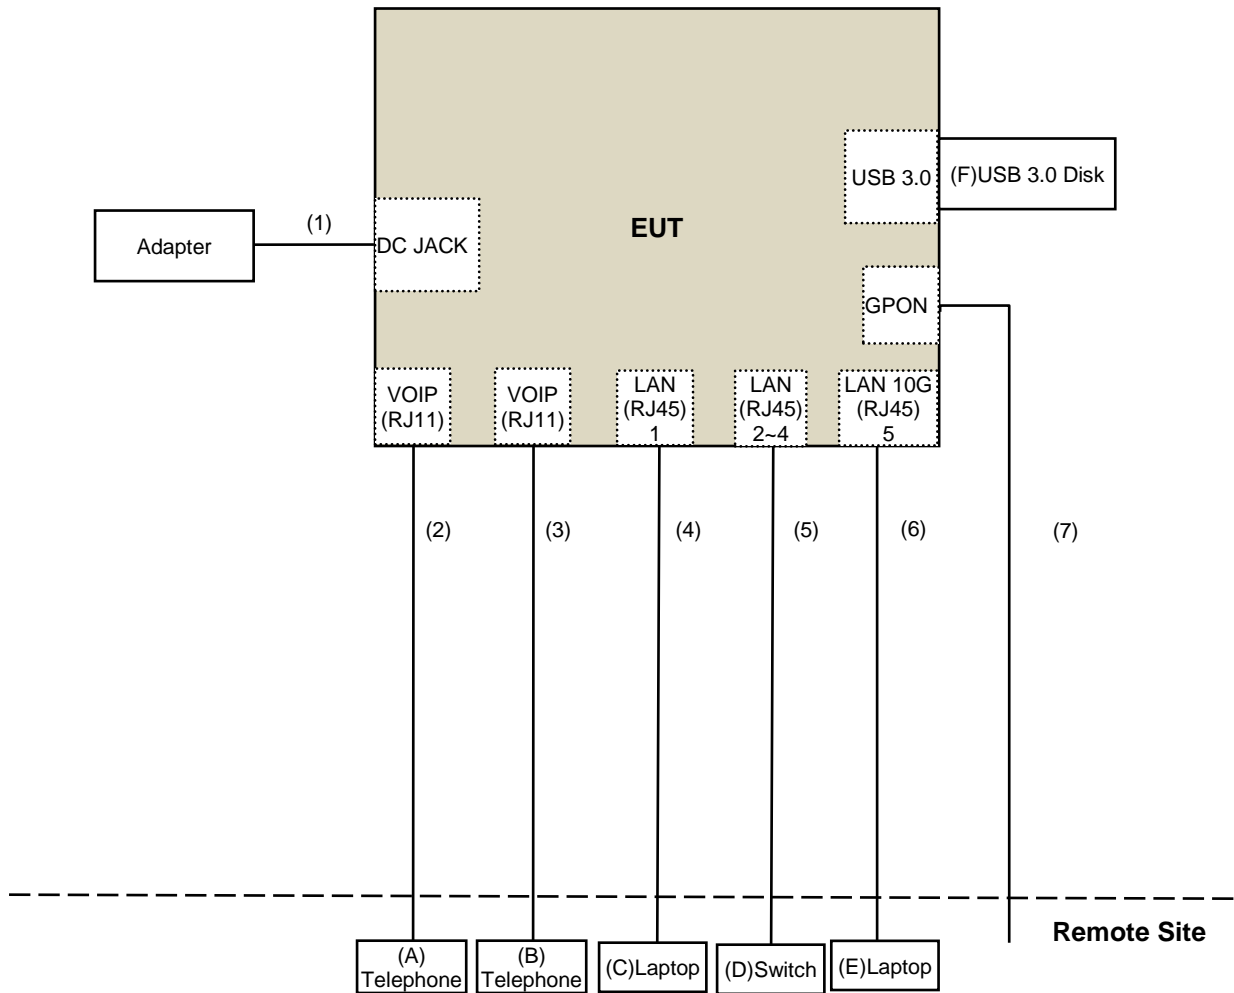 USB 3.0
(F)USB 3.0 Disk
(1)
EUT
Adapter
DC JACK
GPON
VOIP
(RJ11)
VOIP
(RJ11)
LAN
(RJ45)
1
LAN
(RJ45)
2~4
LAN 10G
(RJ45)
5
(2)
(3)
(4)
(5)
(6)
(7)
Remote Site
(A)
Telephone
(B)
Telephone
(C)Laptop
(D)Switch
(E)Laptop